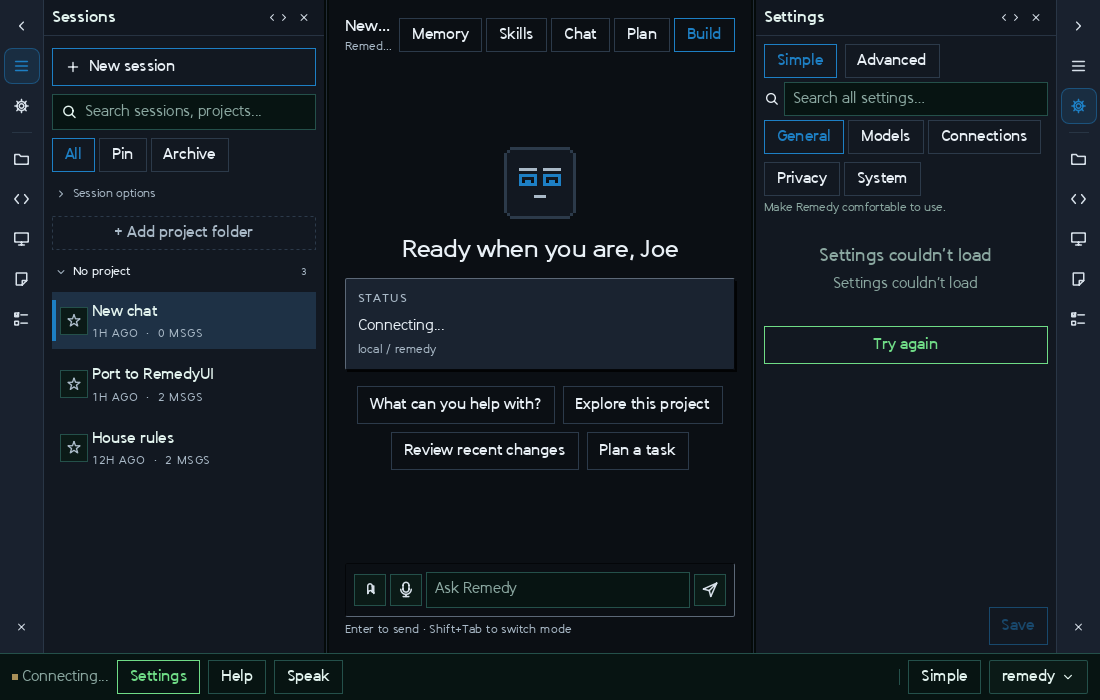 Sessions
New session
Search sessions, projects...
All
Pin
Archive
Session options
+ Add project folder
No project
3
New chat
1H AGO · 0 MSGS
Port to RemedyUI
1H AGO · 2 MSGS
House rules
12H AGO · 2 MSGS
New...
Remed...
Memory
Skills
Chat
Plan
Build
Ready when you are, Joe
STATUS
Connecting...
local / remedy
What can you help with?
Explore this project
Review recent changes
Plan a task
Ask Remedy
Enter to send · Shift+Tab to switch mode
Settings
Simple
Advanced
Search all settings...
General
Models
Connections
Privacy
System
Make Remedy comfortable to use.
Settings couldn't load
Settings couldn't load
Try again
Save
Connecting...
Settings
Help
Speak
Simple
remedy